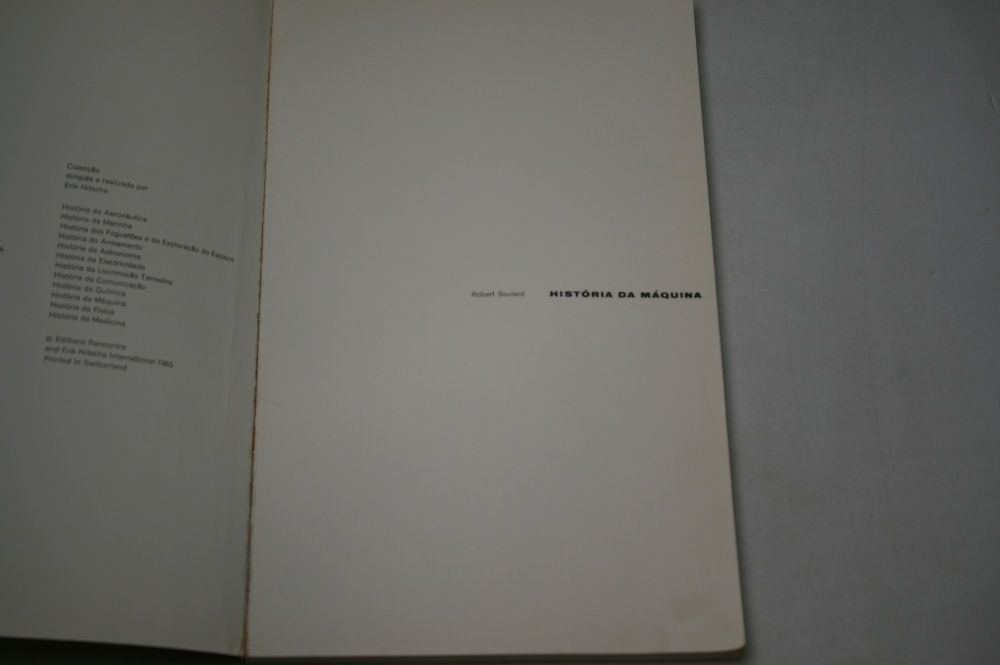 Colecção
dirigida e realizada por
Erik Nitsche
História da Aeronáutica
História da Marinha
História dos Foguetões e da Exploração do Espaço
História do Armamento
História da Astronomia
História da Electricidade
História da Locomoção Terrestre
História da Comunicação
História da Química
História da Máquina
História da Física
História da Medicina
© Editions Rencontre
and Erik Nitsche International 1963
Printed in Switzerland
Robert Soulard HISTÓRIA DA MÁQUINA